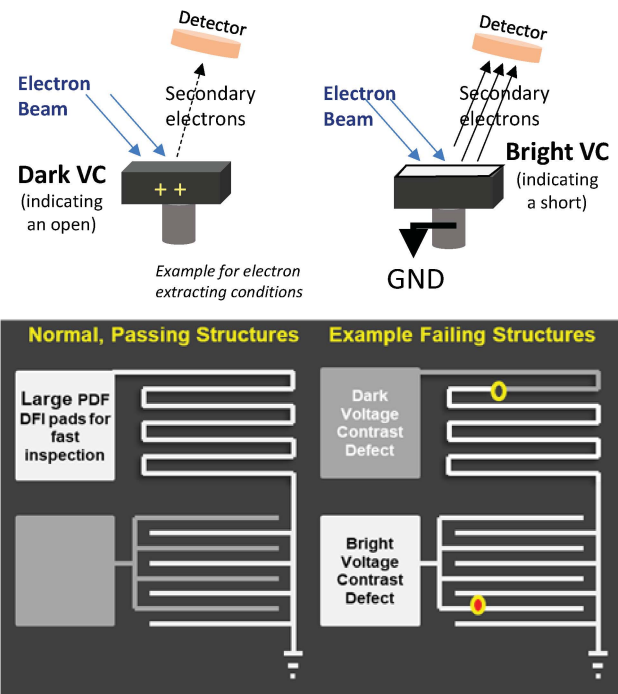 Detector
Electron
Beam
Secondary
electrons
Dark VC
(indicating
an open)
+ +
Example for electron
extracting conditions
Detector
Electron
Beam
Secondary
electrons
Bright VC
(indicating
a short)
GND
Normal, Passing Structures
Large PDF
DFI pads for
fast
inspection
Example Failing Structures
Dark
Voltage
Contrast
Defect
Bright
Voltage
Contrast
Defect